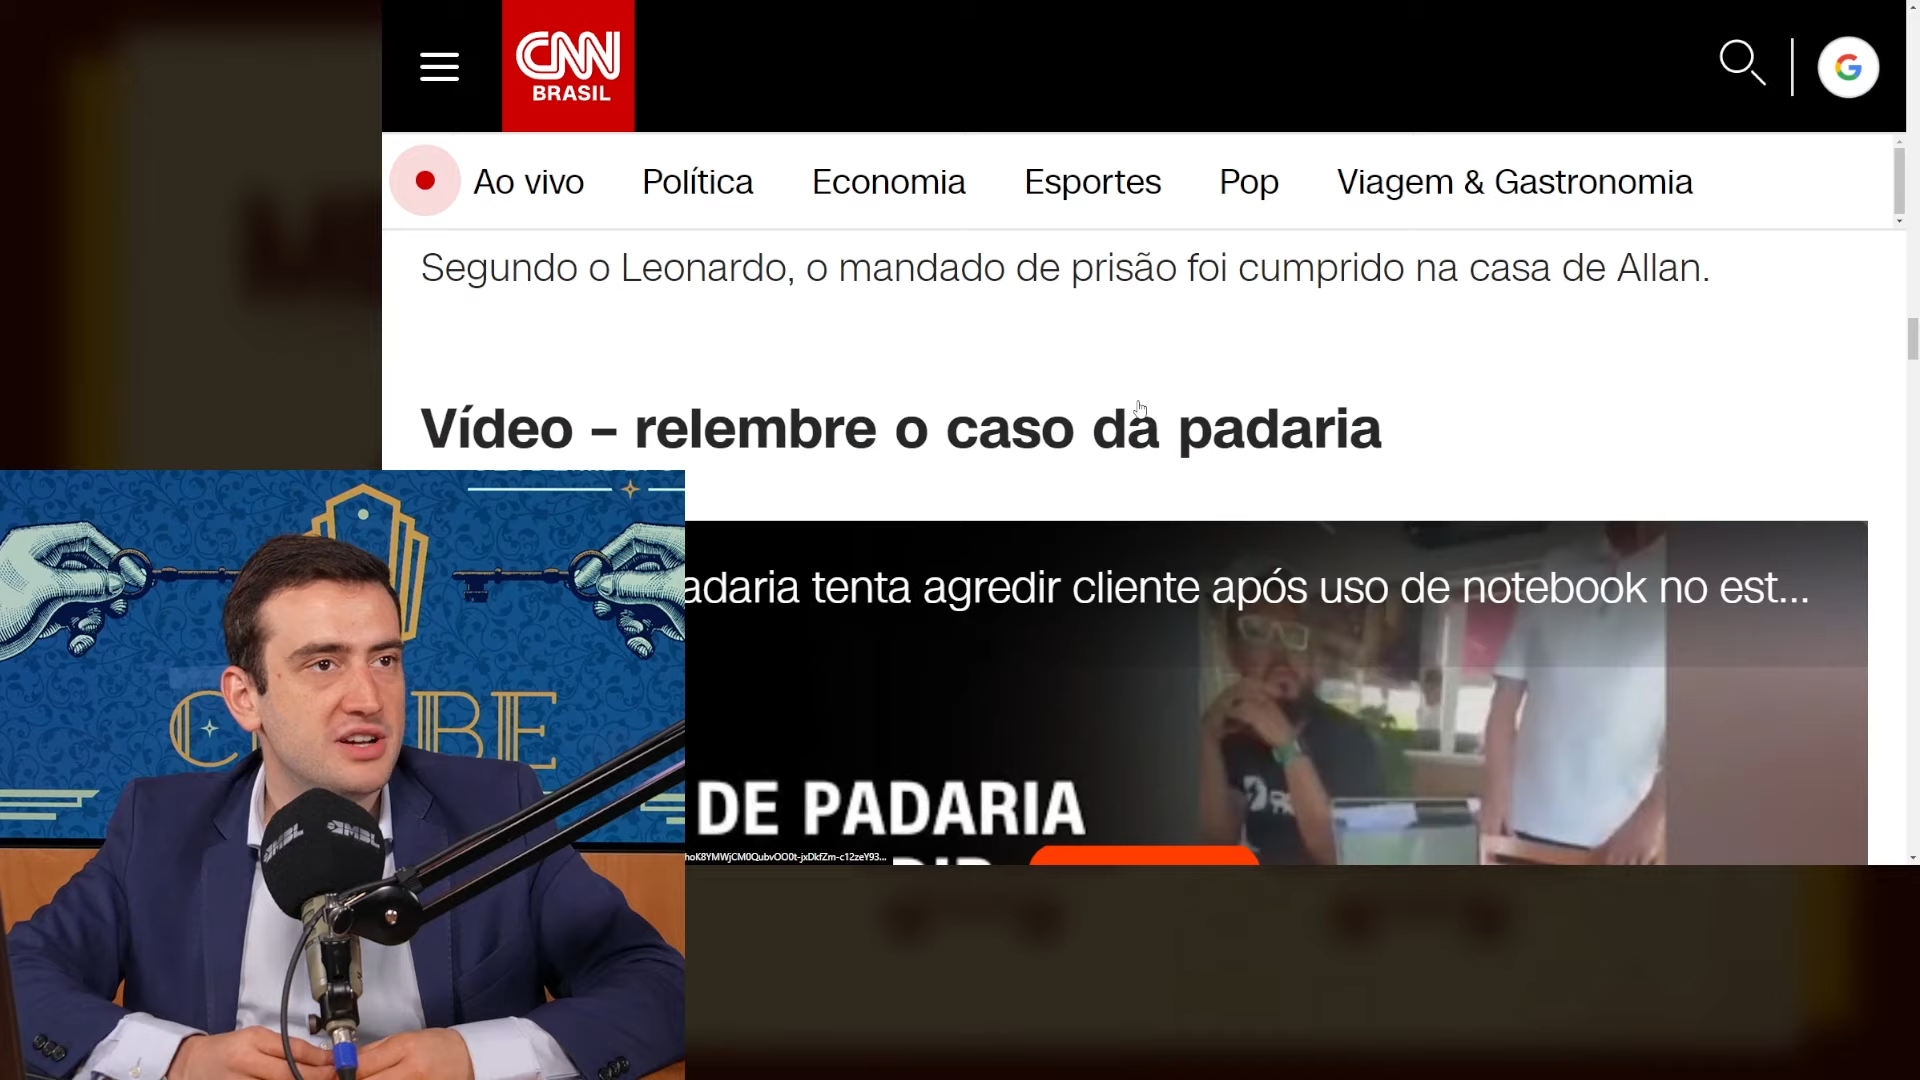 CNN
BRASIL
Ao vivo Política Economia Esportes Pop Viagem & Gastronomia
Segundo o Leonardo, o mandado de prisão foi cumprido na casa de Allan.
Vídeo – relembre o caso da padaria
adaria tenta agredir cliente após uso de notebook no est...
DE PADARIA
MBL
MBL